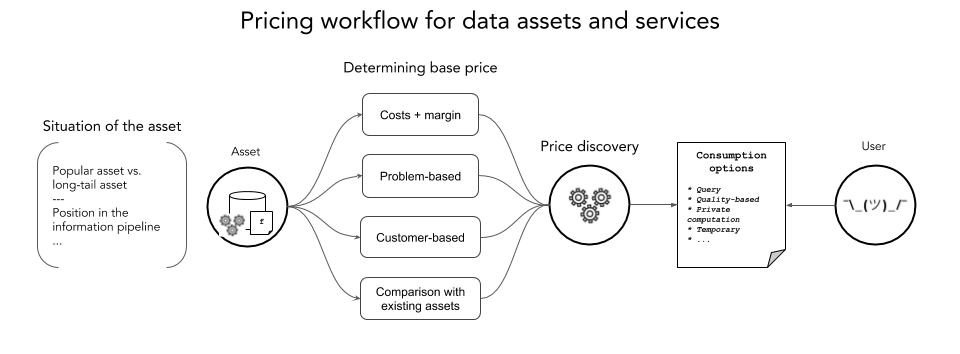 Pricing workflow for data assets and services
Determining base price
Situation of the asset
Popular asset vs.
long-tail asset
---
Position in the
information pipeline
...
Asset
f
Costs + margin
Problem-based
Customer-based
Comparison with
existing assets
Price discovery
Consumption
options
* Query
* Quality-based
* Private
computation
* Temporary
* ...
User
¯\_(ツ)_/¯